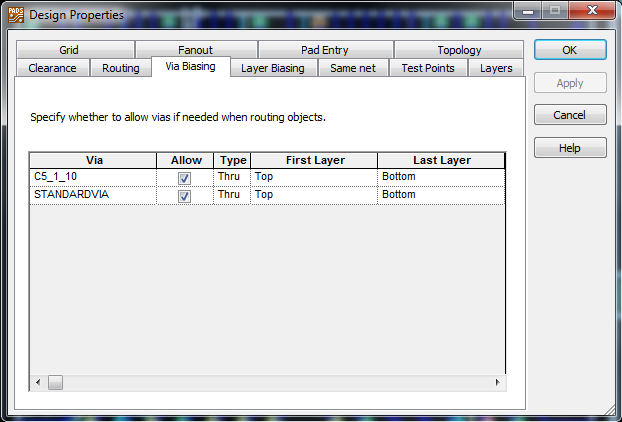 PADS
Design Properties
Grid Fanout Pad Entry Topology
Clearance Routing Via Biasing Layer Biasing Same net Test Points Layers
Specify whether to allow vias if needed when routing objects.
Via Allow Type First Layer Last Layer
C5_1_10 Thru Top Bottom
STANDARDVIA Thru Top Bottom
OK
Apply
Cancel
Help